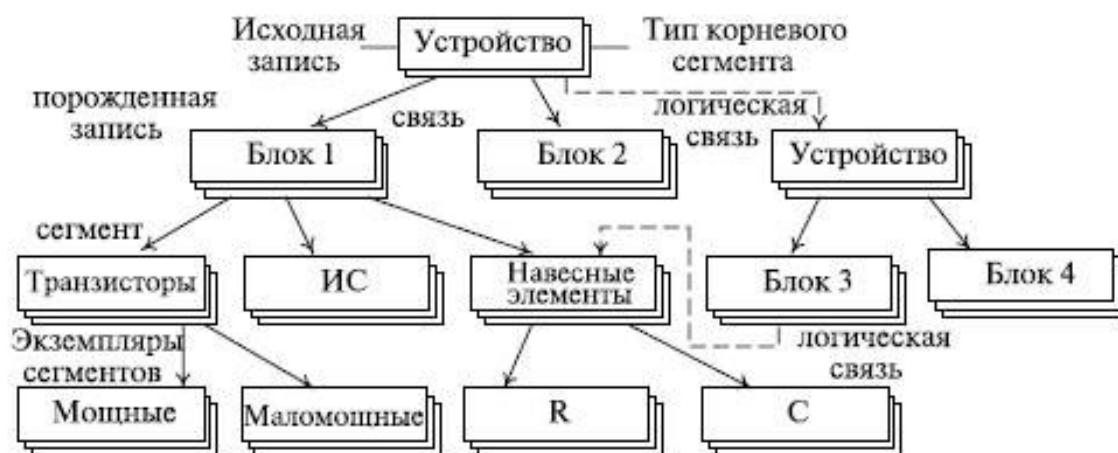 Исходная
запись
Устройство
Тип корневого
сегмента
порожденная
запись
связь
логическая
связь
Блок 1
Блок 2
Устройство
сегмент
Транзисторы
ИС
Навесные
элементы
Блок 3
Блок 4
Экземпляры
сегментов
логическая
связь
Мощные
Маломощные
R
C